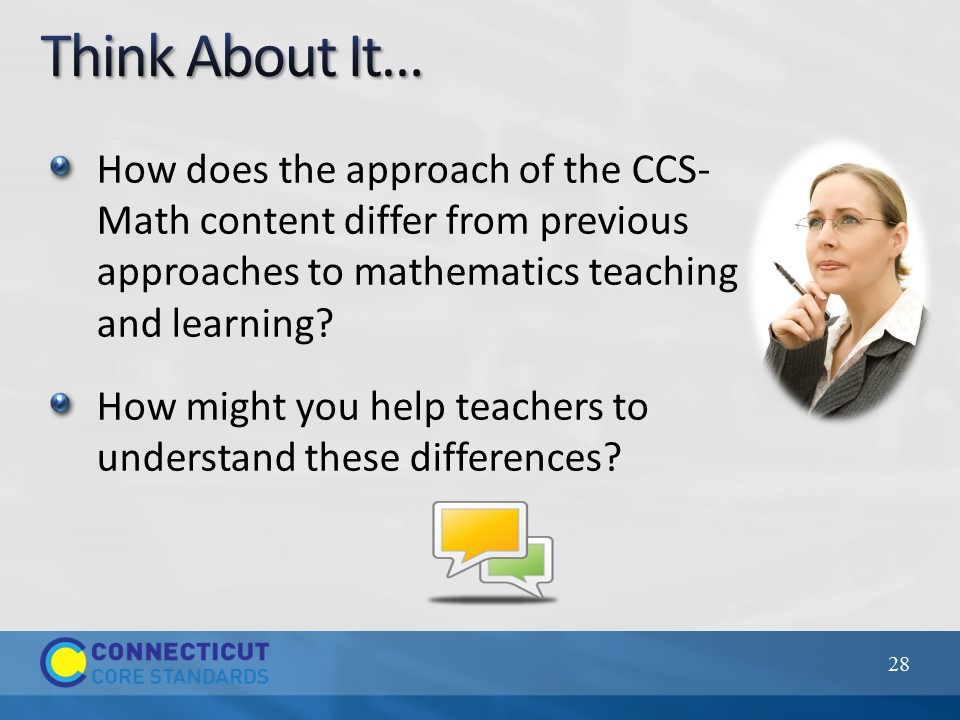 Think About It...
How does the approach of the CCS-
Math content differ from previous
approaches to mathematics teaching
and learning?
How might you help teachers to
understand these differences?
CONNECTICUT
CORE STANDARDS
28